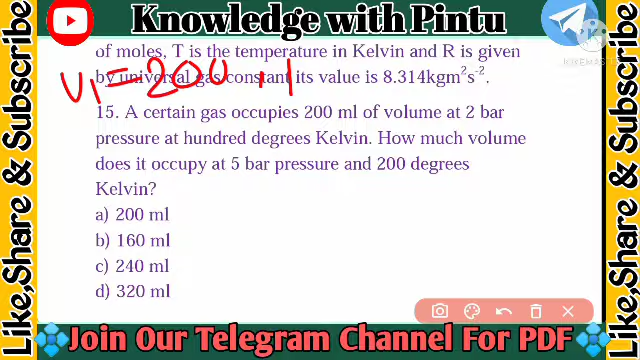 Knowledge with Pintu
of moles, T is the temperature in Kelvin and R is given
by universal gas constant its value is 8.314kgm²s⁻².
V₁ = 200, 1
15. A certain gas occupies 200 ml of volume at 2 bar
pressure at hundred degrees Kelvin. How much volume
does it occupy at 5 bar pressure and 200 degrees
Kelvin?
a) 200 ml
b) 160 ml
c) 240 ml
d) 320 ml
Like,Share & Subscribe
Like,Share & Subscribe
Join Our Telegram Channel For PDF